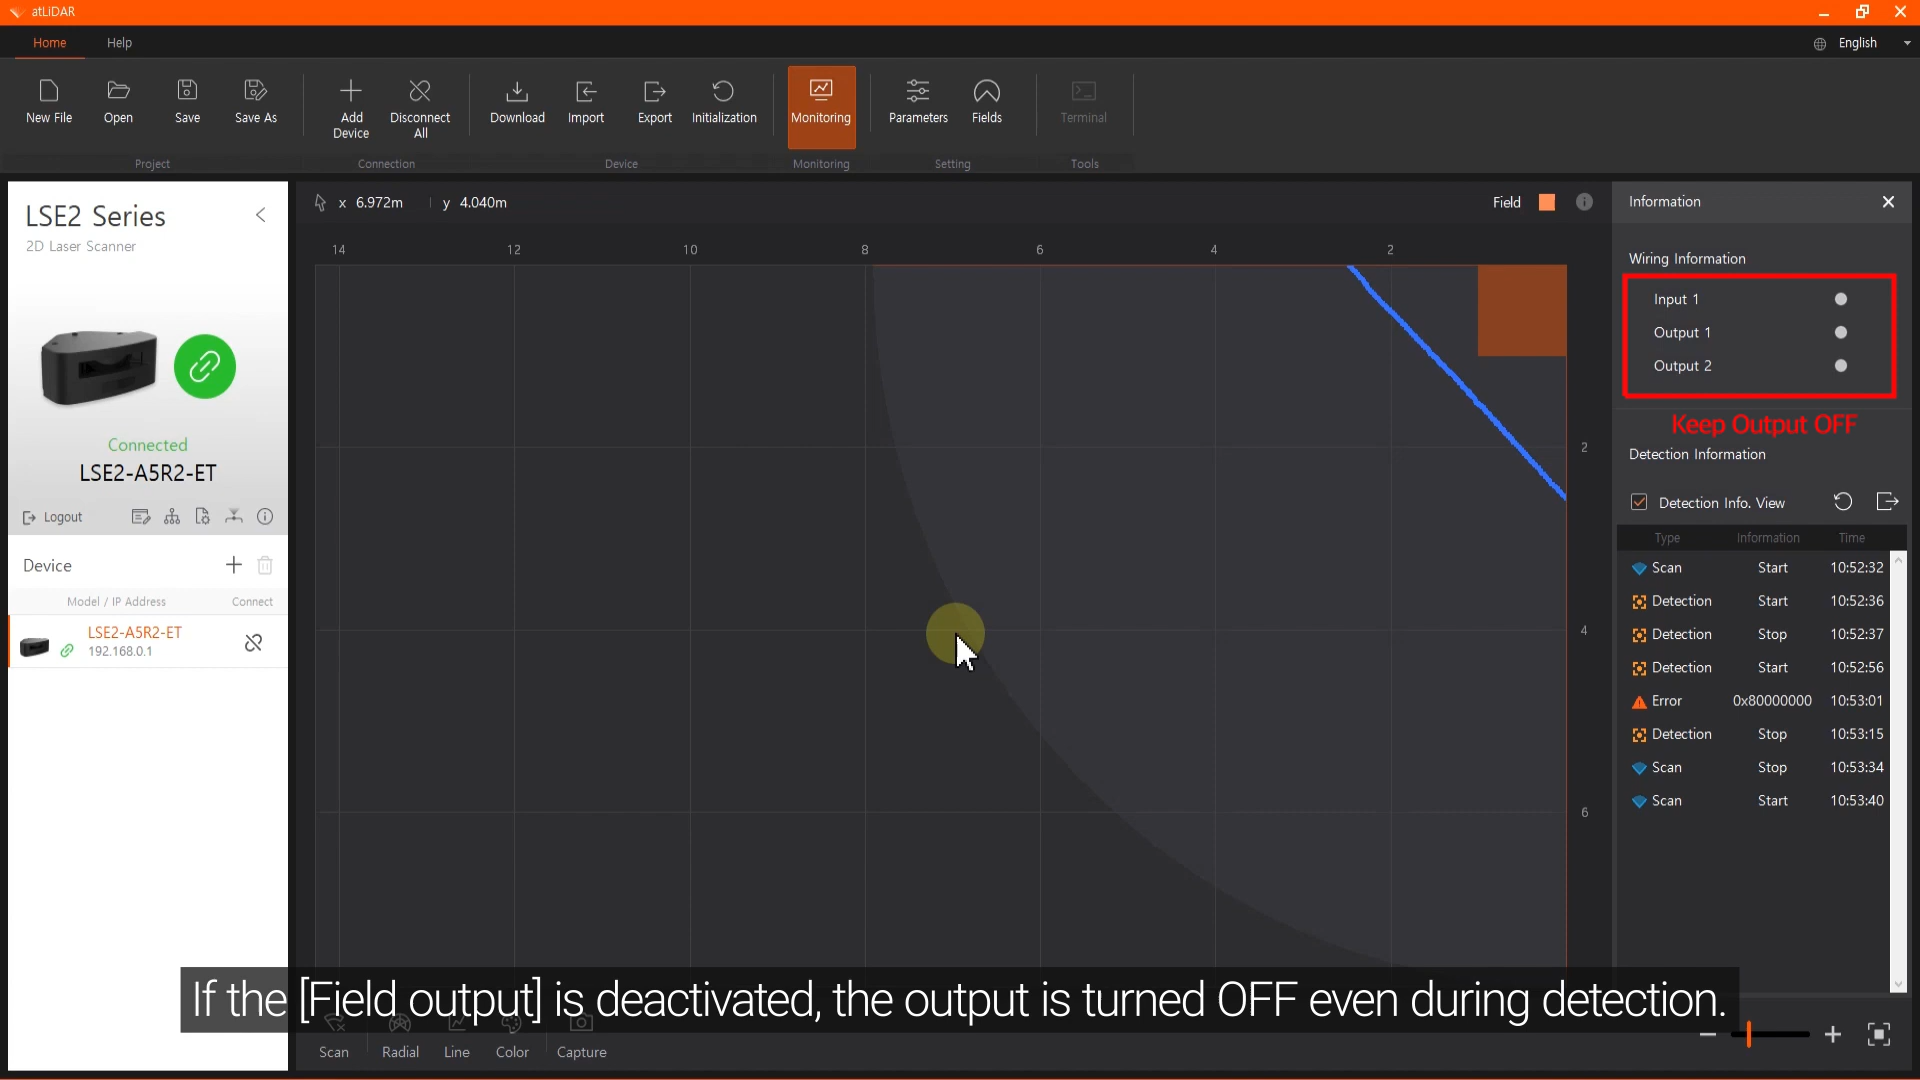 atLiDAR
Home Help English
New File Open Save Save As Add Device Disconnect All Download Import Export Initialization Monitoring Parameters Fields Terminal
Project Connection Device Monitoring Setting Tools
LSE2 Series
2D Laser Scanner
Connected
LSE2-A5R2-ET
Logout
Device
Model / IP Address Connect
LSE2-A5R2-ET
192.168.0.1
x 6.972m y 4.040m Field
14 12 10 8 6 4 2
2
4
6
Information
Wiring Information
Input 1
Output 1
Output 2
Keep Output OFF
Detection Information
Detection Info. View
Type Information Time
Scan Start 10:52:32
Detection Start 10:52:36
Detection Stop 10:52:37
Detection Start 10:52:56
Error 0x80000000 10:53:01
Detection Stop 10:53:15
Scan Stop 10:53:34
Scan Start 10:53:40
If the [Field output] is deactivated, the output is turned OFF even during detection.
Scan Radial Line Color Capture